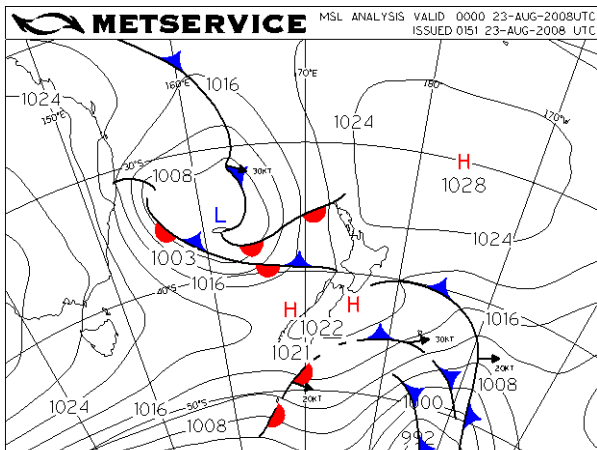 METSERVICE
MSL ANALYSIS VALID 0000 23-AUG-2008UTC
ISSUED 0151 23-AUG-2008 UTC
1024
150°E
160°E
1016
170°E
180°
170°W
1024
30°S
30KT
1008
H
1028
L
1024
1003
1016
40°S
H
H
1022
1021
1016
30KT
20KT
1008
20KT
1024
1016
50°S
1008
1000
992